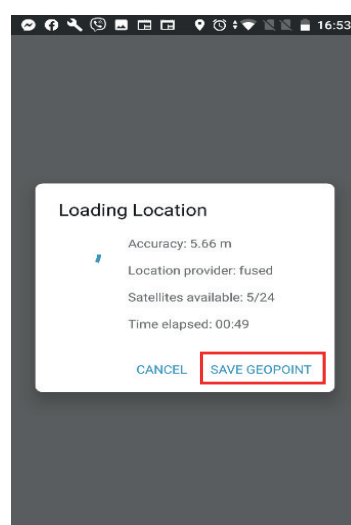 16:53
Loading Location
Accuracy: 5.66 m
Location provider: fused
Satellites available: 5/24
Time elapsed: 00:49
CANCEL SAVE GEOPOINT